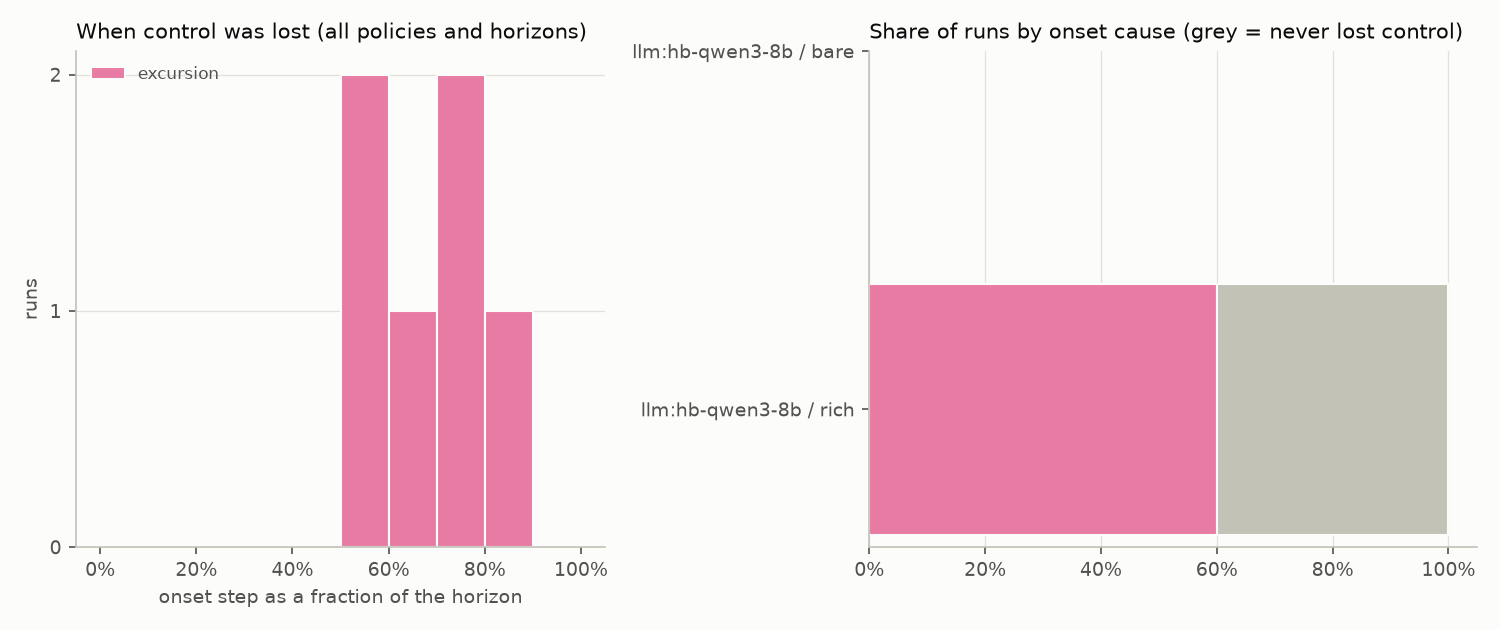 When control was lost (all policies and horizons)
excursion
runs
2
1
0
0%
20%
40%
60%
80%
100%
onset step as a fraction of the horizon
Share of runs by onset cause (grey = never lost control)
llm:hb-qwen3-8b / bare
llm:hb-qwen3-8b / rich
0%
20%
40%
60%
80%
100%